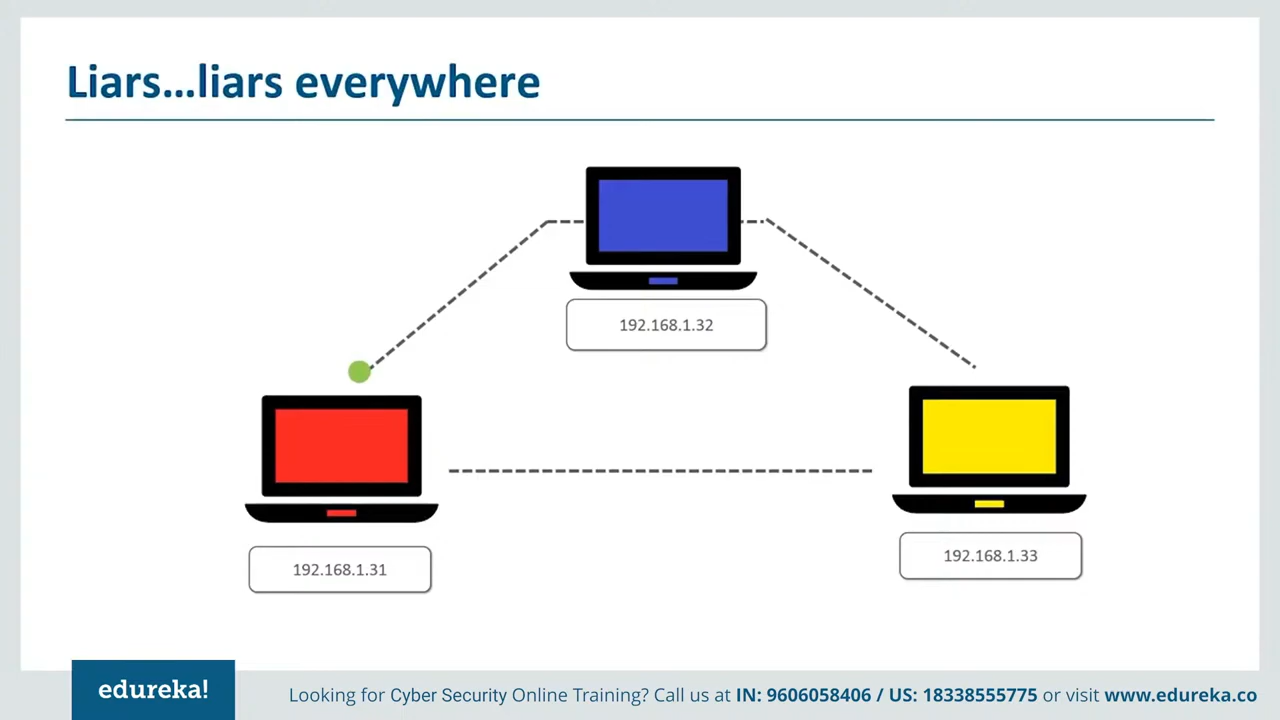 Liars...liars everywhere
192.168.1.32
192.168.1.31
192.168.1.33
edureka!
Looking for Cyber Security Online Training? Call us at IN: 9606058406 / US: 18338555775 or visit www.edureka.co